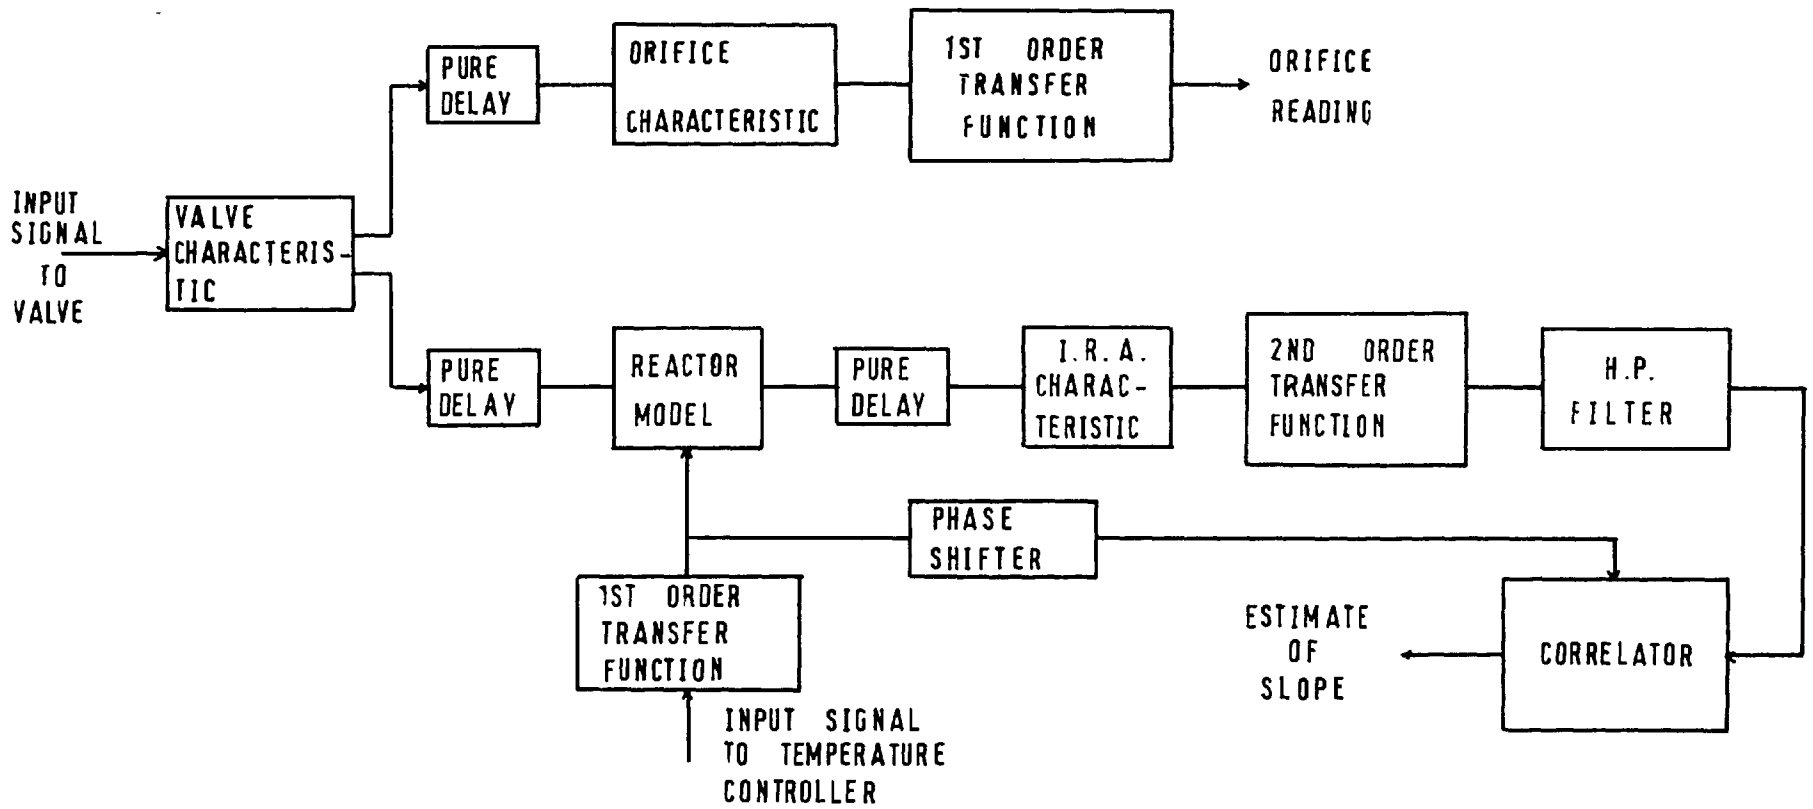 PURE
DELAY
ORIFICE
CHARACTERISTIC
1ST ORDER
TRANSFER
FUNCTION
ORIFICE
READING
INPUT
SIGNAL
TO
VALVE
VALVE
CHARACTERIS-
TIC
PURE
DELAY
REACTOR
MODEL
PURE
DELAY
I.R.A.
CHARAC-
TERISTIC
2ND ORDER
TRANSFER
FUNCTION
H.P.
FILTER
PHASE
SHIFTER
1ST ORDER
TRANSFER
FUNCTION
ESTIMATE
OF
SLOPE
CORRELATOR
INPUT SIGNAL
TO TEMPERATURE
CONTROLLER